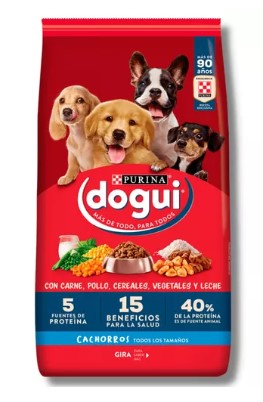 MÁS DE
90
años
PURINA
PURINA
dogui
MÁS DE TODO, PARA TODOS
CON CARNE, POLLO, CEREALES, VEGETALES Y LECHE
5
FUENTES DE
PROTEÍNA
15
BENEFICIOS
PARA LA SALUD
40%
DE LA PROTEÍNA
ES DE FUENTE ANIMAL
CACHORROS TODOS LOS TAMAÑOS
GIRA